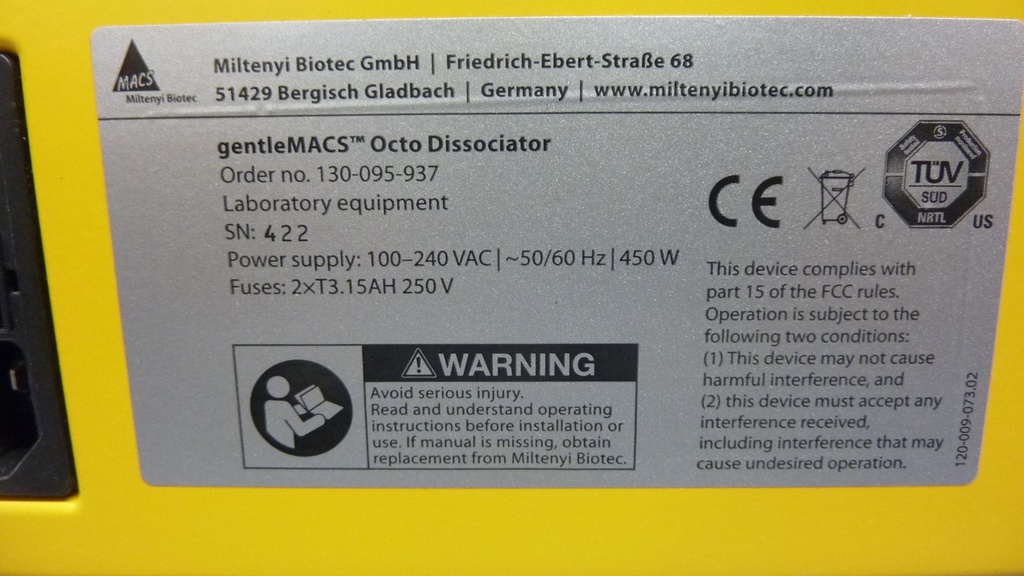 MACS
Miltenyi Biotec
Miltenyi Biotec GmbH | Friedrich-Ebert-Straße 68
51429 Bergisch Gladbach | Germany | www.miltenyibiotec.com
gentleMACS™ Octo Dissociator
Order no. 130-095-937
Laboratory equipment
SN: 422
Power supply: 100–240 VAC | ~50/60 Hz | 450 W
Fuses: 2xT3.15AH 250 V
WARNING
Avoid serious injury.
Read and understand operating
instructions before installation or
use. If manual is missing, obtain
replacement from Miltenyi Biotec.
CE
TÜV
SÜD
NRTL
C US
This device complies with
part 15 of the FCC rules.
Operation is subject to the
following two conditions:
(1) This device may not cause
harmful interference, and
(2) this device must accept any
interference received,
including interference that may
cause undesired operation.
120-009-073.02